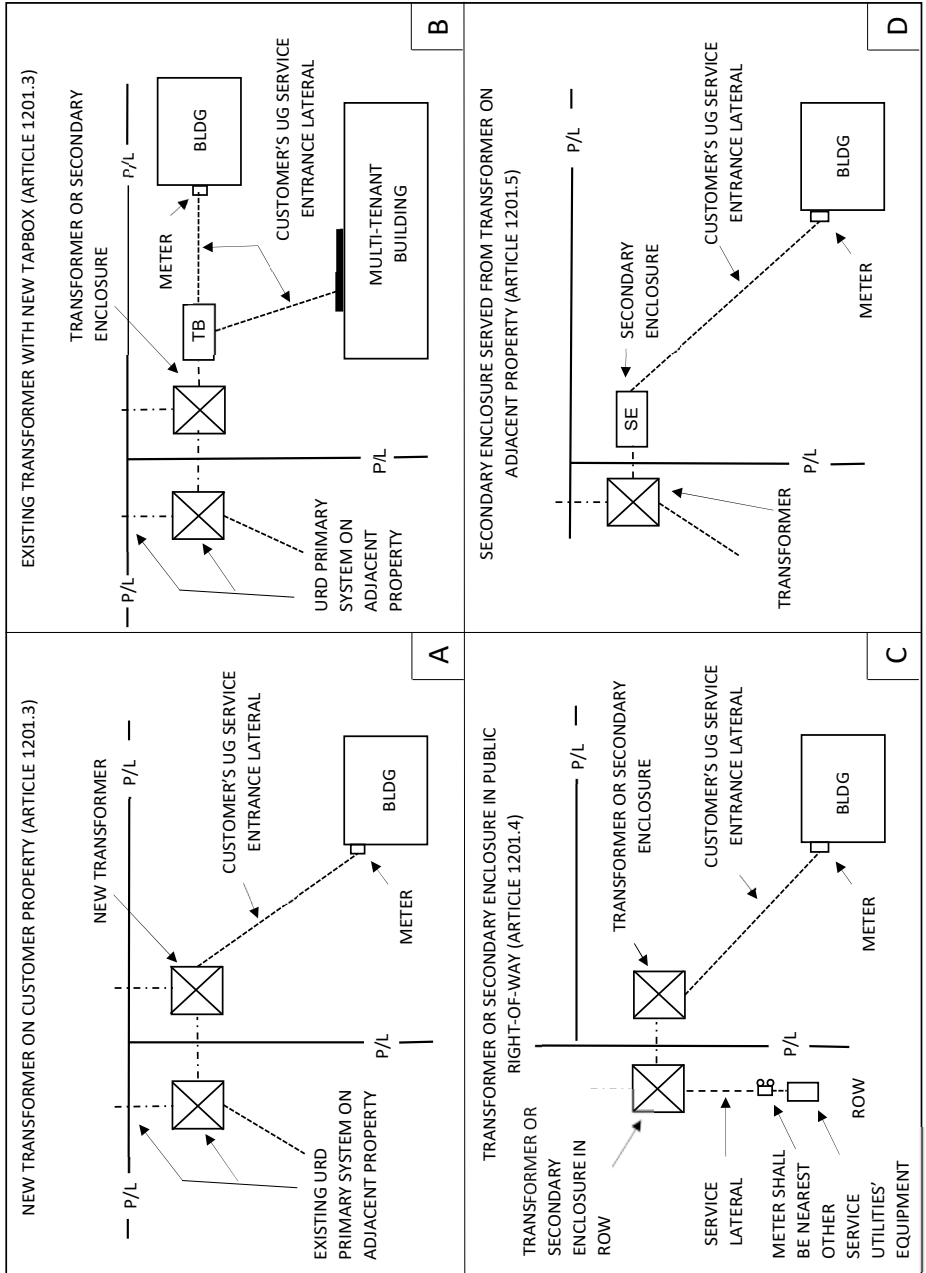 NEW TRANSFORMER ON CUSTOMER PROPERTY (ARTICLE 1201.3)
P/L
P/L
NEW TRANSFORMER
CUSTOMER'S UG SERVICE
ENTRANCE LATERAL
P/L
BLDG
METER
EXISTING URD
PRIMARY SYSTEM ON
ADJACENT PROPERTY
A
EXISTING TRANSFORMER WITH NEW TAPBOX (ARTICLE 1201.3)
P/L
P/L
TRANSFORMER OR SECONDARY
ENCLOSURE
METER
TB
BLDG
CUSTOMER'S UG SERVICE
ENTRANCE LATERAL
P/L
MULTI-TENANT
BUILDING
URD PRIMARY
SYSTEM ON
ADJACENT
PROPERTY
B
TRANSFORMER OR SECONDARY ENCLOSURE IN PUBLIC
RIGHT-OF-WAY (ARTICLE 1201.4)
P/L
TRANSFORMER OR
SECONDARY
ENCLOSURE IN
ROW
TRANSFORMER OR SECONDARY
ENCLOSURE
CUSTOMER'S UG SERVICE
ENTRANCE LATERAL
SERVICE
LATERAL
P/L
BLDG
METER
METER SHALL
BE NEAREST
OTHER
SERVICE
UTILITIES'
EQUIPMENT
ROW
C
SECONDARY ENCLOSURE SERVED FROM TRANSFORMER ON
ADJACENT PROPERTY (ARTICLE 1201.5)
P/L
SE
SECONDARY
ENCLOSURE
CUSTOMER'S UG SERVICE
ENTRANCE LATERAL
TRANSFORMER
P/L
BLDG
METER
D